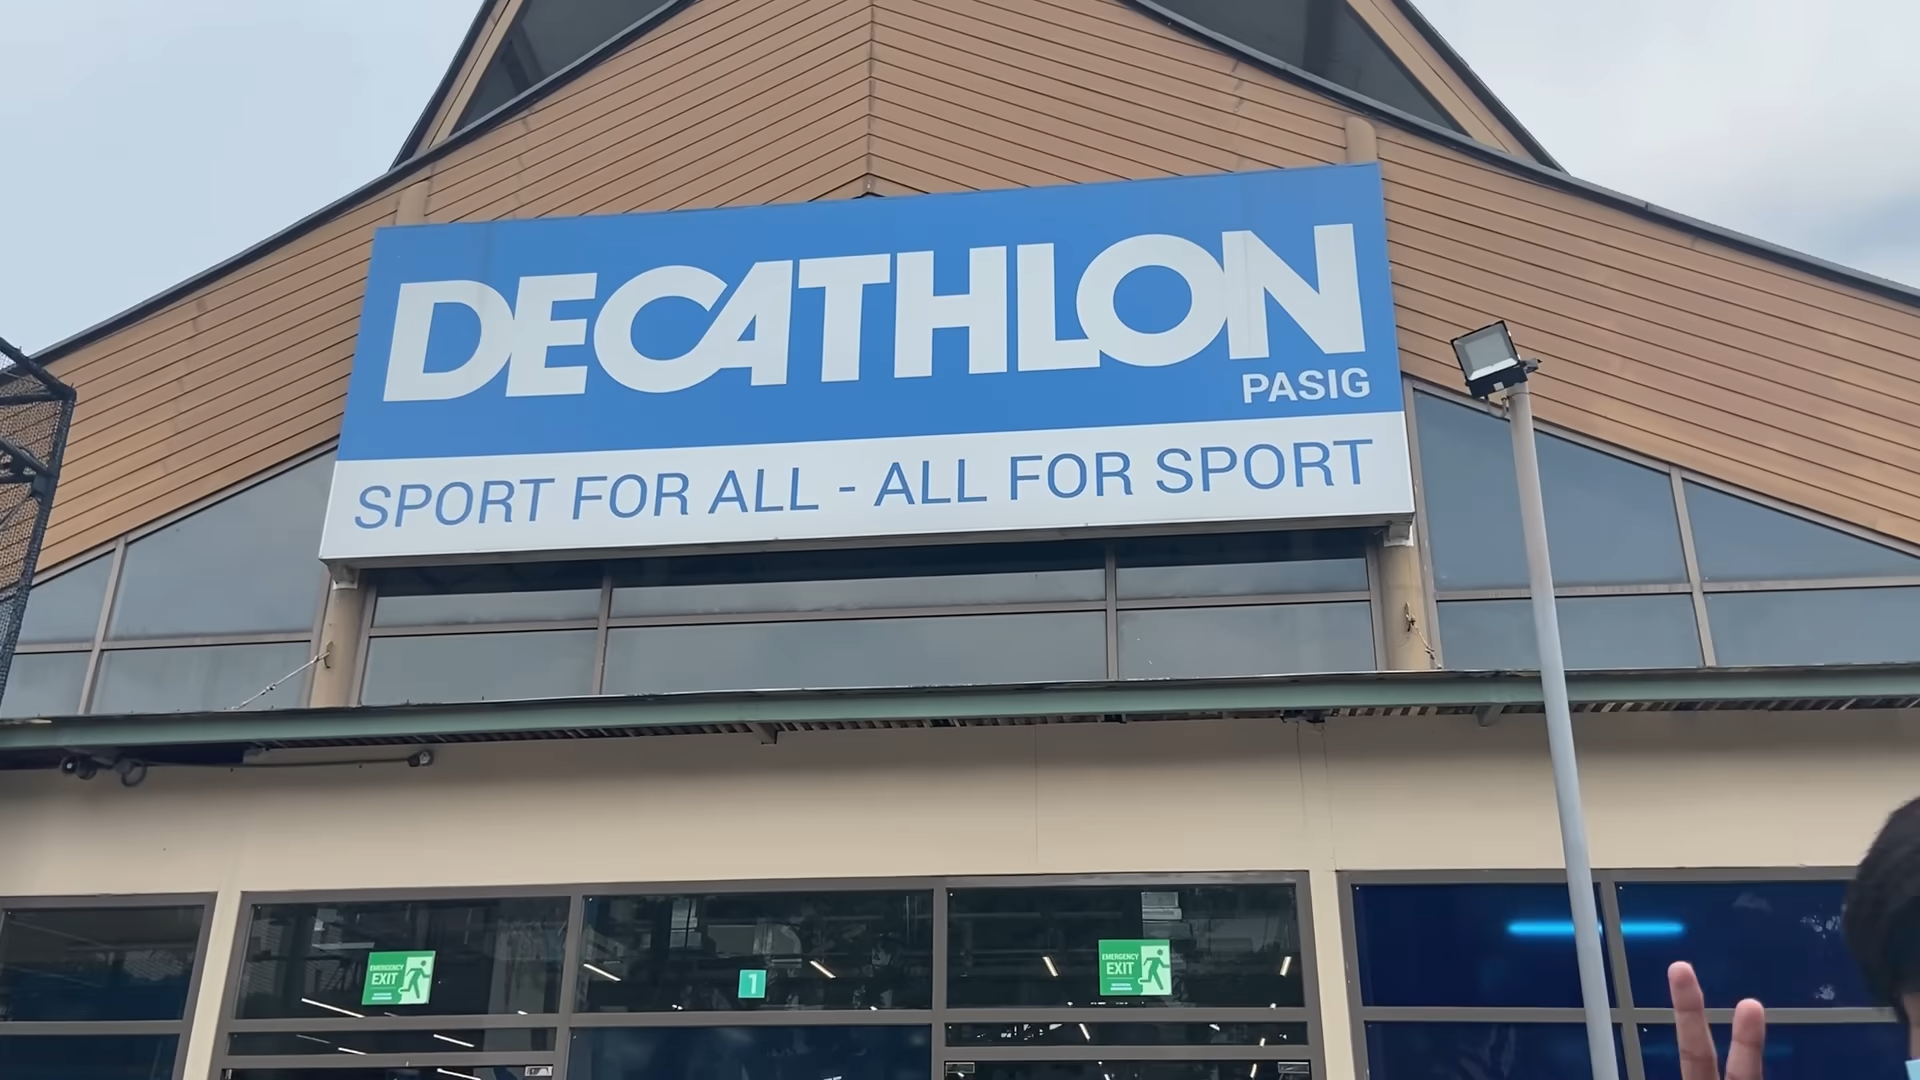 DECATHLON
PASIG
SPORT FOR ALL - ALL FOR SPORT
EMERGENCY
EXIT
1
EMERGENCY
EXIT